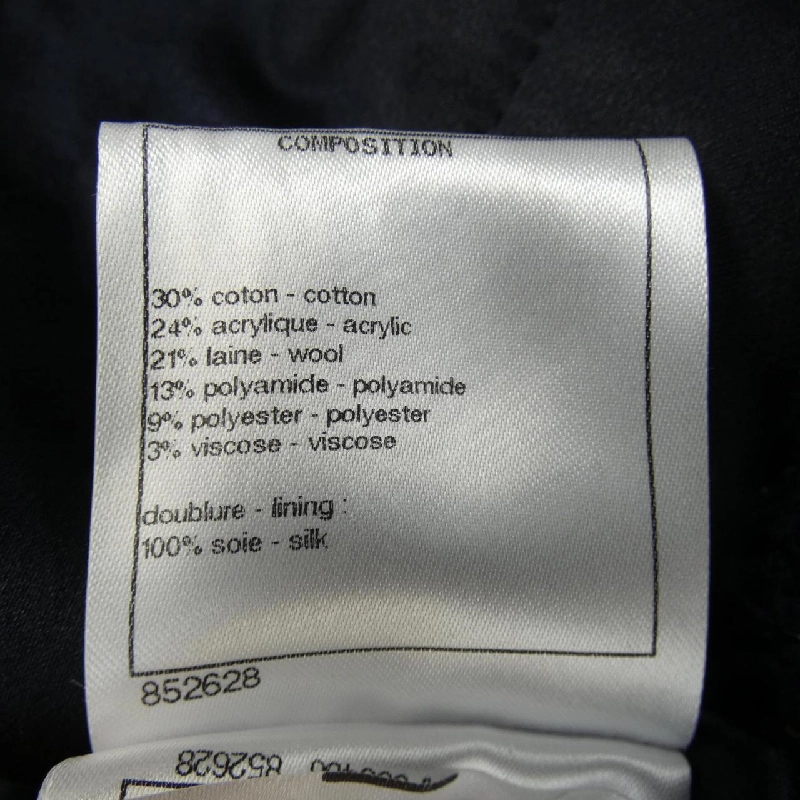 COMPOSITION
30% coton - cotton
24% acrylique - acrylic
21% laine - wool
13% polyamide - polyamide
9% polyester - polyester
3% viscose - viscose
doublure - lining :
100% soie - silk
852628
852628